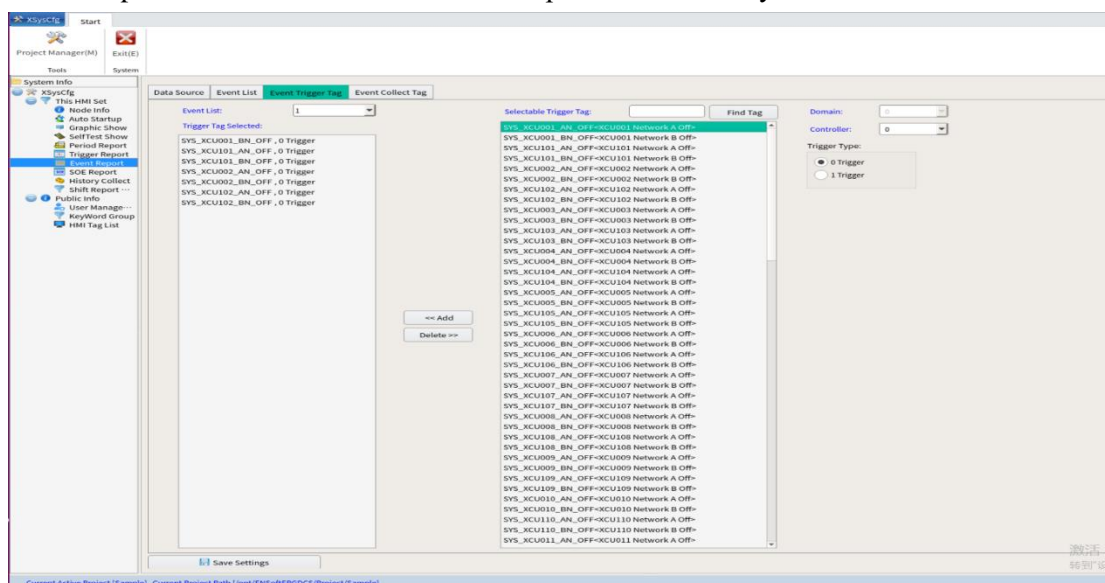 XSysCfg Start
Project Manager(M) Exit(E)
Tools System
System Info
XSysCfg
This HMI Set
Node Info
Auto Startup
Graphic Show
SelfTest Show
Period Report
Trigger Report
Event Report
SOE Report
History Collect
Shift Rep⋯
Public Info
User Manage⋯
KeyWord Group
HMI Tag List
Data Source Event List Event Trigger Tag Event Collect Tag
Event List: 1
Trigger Tag Selected:
SYS_XCU001_BN_OFF , 0 Trigger
SYS_XCU101_AN_OFF , 0 Trigger
SYS_XCU101_BN_OFF , 0 Trigger
SYS_XCU002_AN_OFF , 0 Trigger
SYS_XCU002_BN_OFF , 0 Trigger
SYS_XCU102_AN_OFF , 0 Trigger
SYS_XCU102_BN_OFF , 0 Trigger
<< Add
Delete >>
Selectable Trigger Tag: Find Tag
SYS_XCU001_AN_OFF<XCU001 Network A Off>
SYS_XCU001_BN_OFF<XCU001 Network B Off>
SYS_XCU101_AN_OFF<XCU101 Network A Off>
SYS_XCU101_BN_OFF<XCU101 Network B Off>
SYS_XCU002_AN_OFF<XCU002 Network A Off>
SYS_XCU002_BN_OFF<XCU002 Network B Off>
SYS_XCU102_AN_OFF<XCU102 Network A Off>
SYS_XCU102_BN_OFF<XCU102 Network B Off>
SYS_XCU003_AN_OFF<XCU003 Network A Off>
SYS_XCU003_BN_OFF<XCU003 Network B Off>
SYS_XCU103_AN_OFF<XCU103 Network A Off>
SYS_XCU103_BN_OFF<XCU103 Network B Off>
SYS_XCU004_AN_OFF<XCU004 Network A Off>
SYS_XCU004_BN_OFF<XCU004 Network B Off>
SYS_XCU104_AN_OFF<XCU104 Network A Off>
SYS_XCU104_BN_OFF<XCU104 Network B Off>
SYS_XCU005_AN_OFF<XCU005 Network A Off>
SYS_XCU005_BN_OFF<XCU005 Network B Off>
SYS_XCU105_AN_OFF<XCU105 Network A Off>
SYS_XCU105_BN_OFF<XCU105 Network B Off>
SYS_XCU006_AN_OFF<XCU006 Network A Off>
SYS_XCU006_BN_OFF<XCU006 Network B Off>
SYS_XCU106_AN_OFF<XCU106 Network A Off>
SYS_XCU106_BN_OFF<XCU106 Network B Off>
SYS_XCU007_AN_OFF<XCU007 Network A Off>
SYS_XCU007_BN_OFF<XCU007 Network B Off>
SYS_XCU107_AN_OFF<XCU107 Network A Off>
SYS_XCU107_BN_OFF<XCU107 Network B Off>
SYS_XCU008_AN_OFF<XCU008 Network A Off>
SYS_XCU008_BN_OFF<XCU008 Network B Off>
SYS_XCU108_AN_OFF<XCU108 Network A Off>
SYS_XCU108_BN_OFF<XCU108 Network B Off>
SYS_XCU009_AN_OFF<XCU009 Network A Off>
SYS_XCU009_BN_OFF<XCU009 Network B Off>
SYS_XCU109_AN_OFF<XCU109 Network A Off>
SYS_XCU109_BN_OFF<XCU109 Network B Off>
SYS_XCU010_AN_OFF<XCU010 Network A Off>
SYS_XCU010_BN_OFF<XCU010 Network B Off>
SYS_XCU110_AN_OFF<XCU110 Network A Off>
SYS_XCU110_BN_OFF<XCU110 Network B Off>
SYS_XCU011_AN_OFF<XCU011 Network A Off>
Domain: 0
Controller: 0
Trigger Type:
0 Trigger
1 Trigger
Save Settings
激活
转到"设